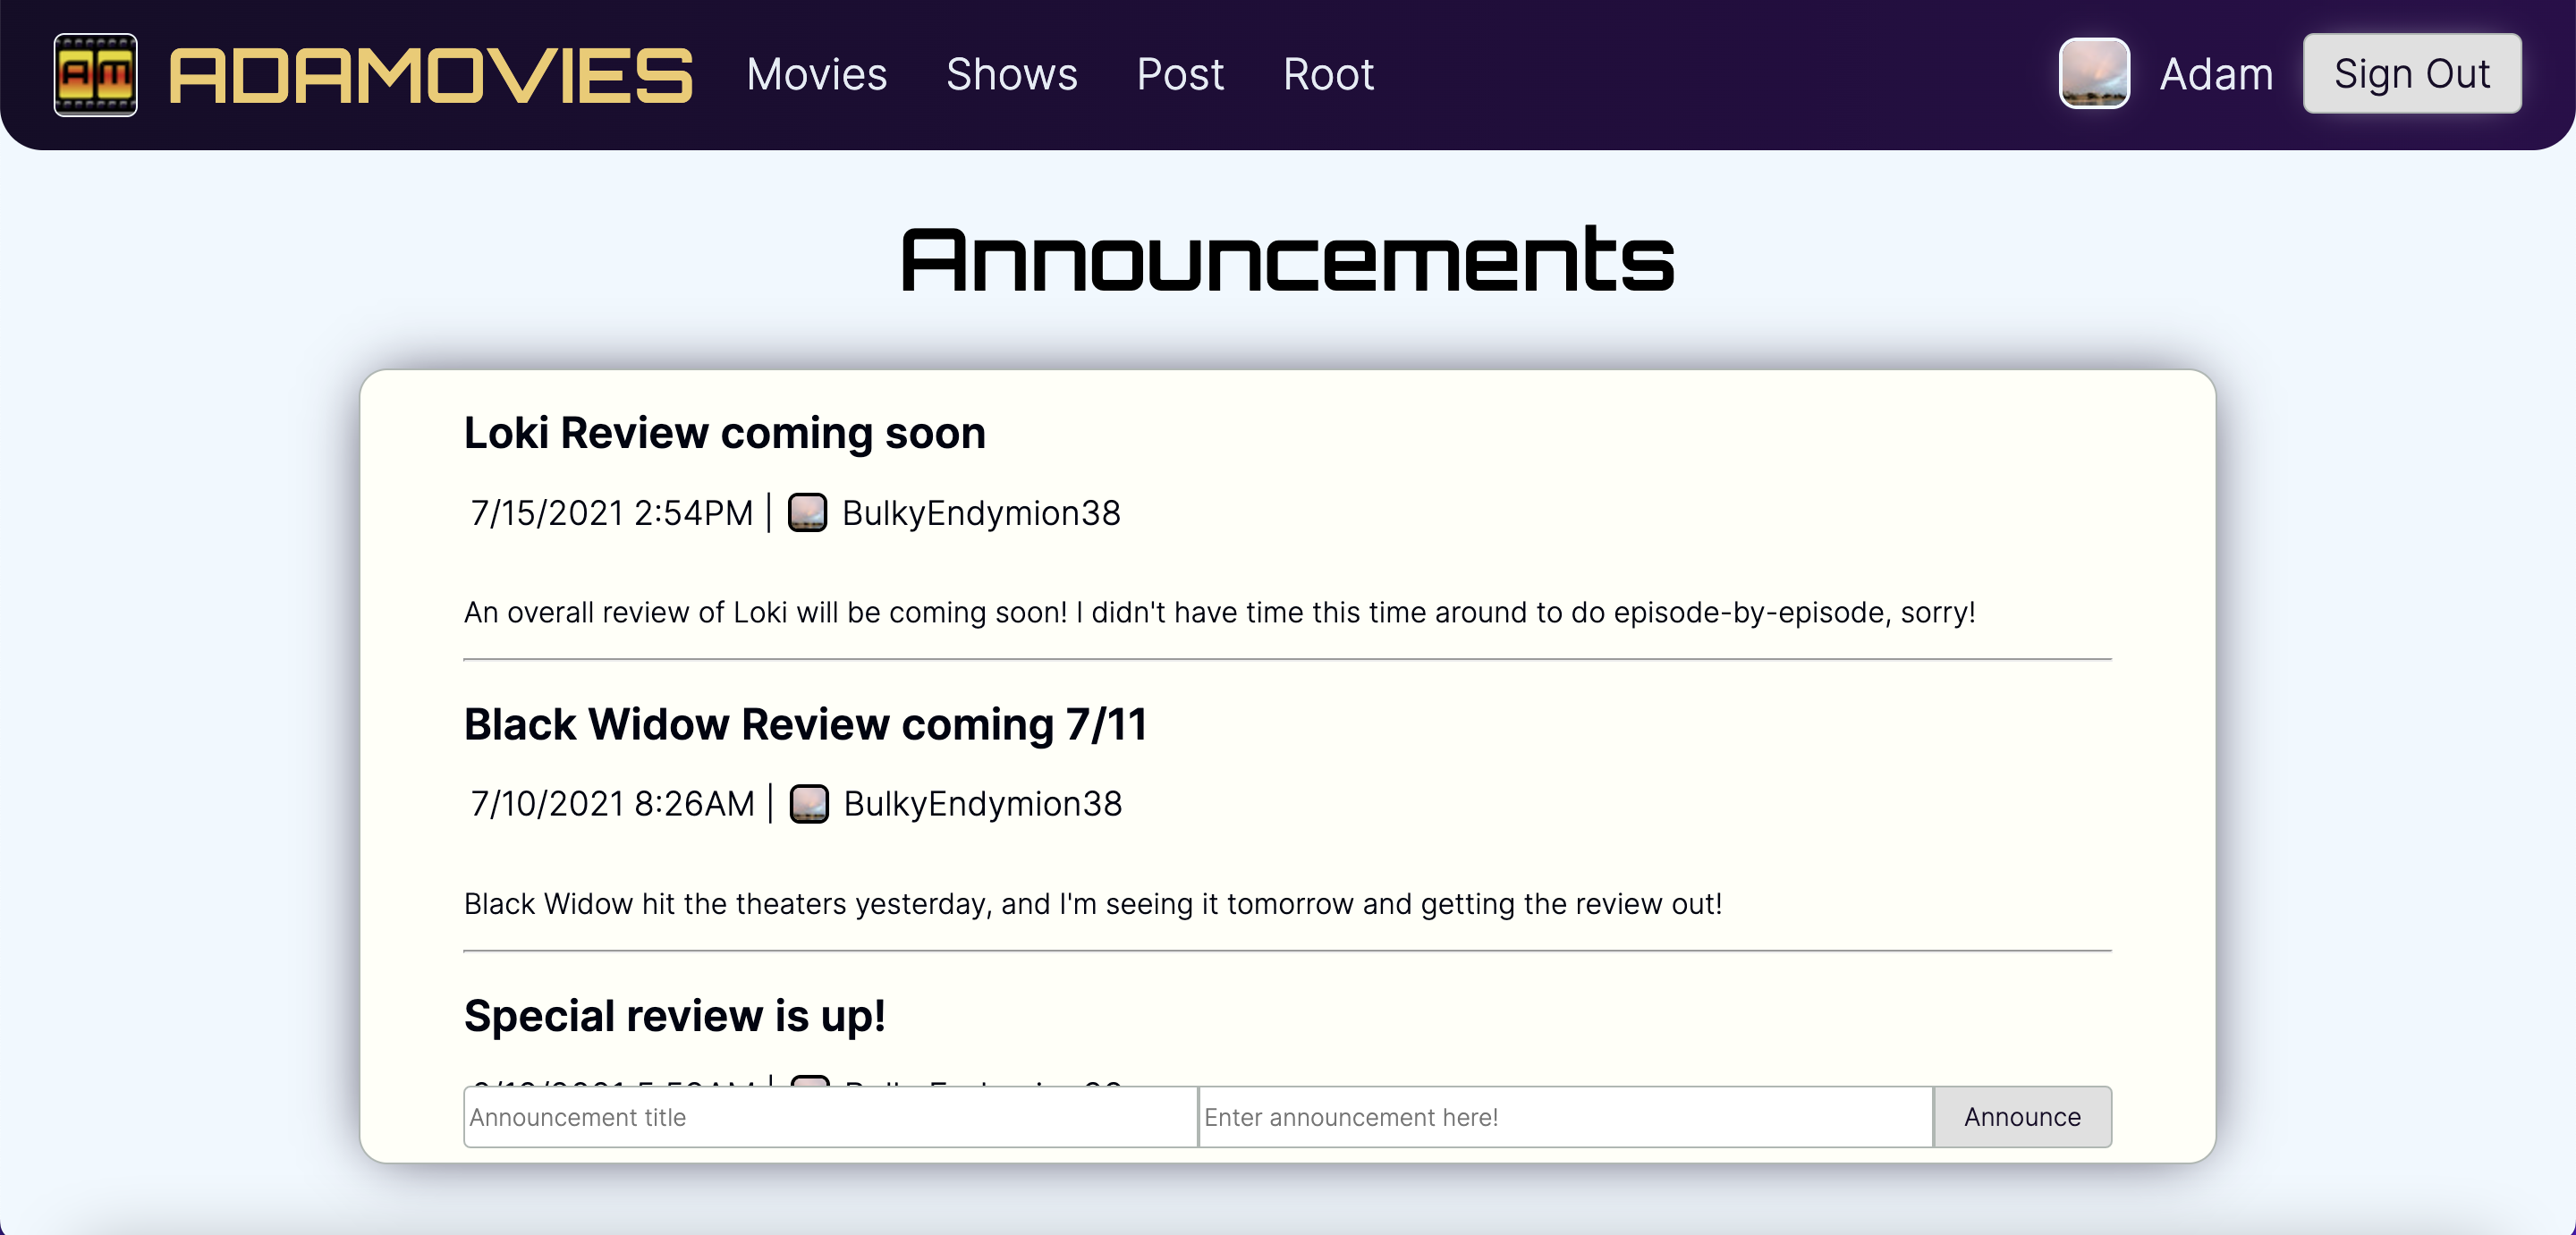 AM ADAMOVIES Movies Shows Post Root Adam Sign Out
Announcements
Loki Review coming soon
7/15/2021 2:54PM | BulkyEndymion38
An overall review of Loki will be coming soon! I didn't have time this time around to do episode-by-episode, sorry!
Black Widow Review coming 7/11
7/10/2021 8:26AM | BulkyEndymion38
Black Widow hit the theaters yesterday, and I'm seeing it tomorrow and getting the review out!
Special review is up!
Announcement title Enter announcement here! Announce